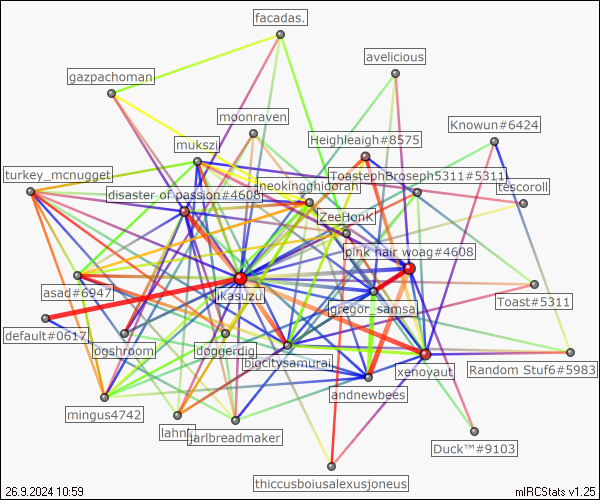 facadas.
avelicious
gazpachoman
moonraven
Knowun#6424
mukszi
Heighleigh#8575
turkey_mcnugget
ToastephBroseph5311#5311
disaster of passion#4608
neokingghidorah
tescoroll
ZeeHonK
pink hair woag#4608
asad#6947
ikasuzu
Toast#5311
gregor_samsa
default#0617
ogshroom
doggerdig
bigcitysamurai
xenoyaut
Random Stuf6#5983
andnewbees
mingus4742
lahnt
jarlbreadmaker
Duck™#9103
thiccusboiusalexusjoneus
26.9.2024 10:59
mIRCStats v1.25